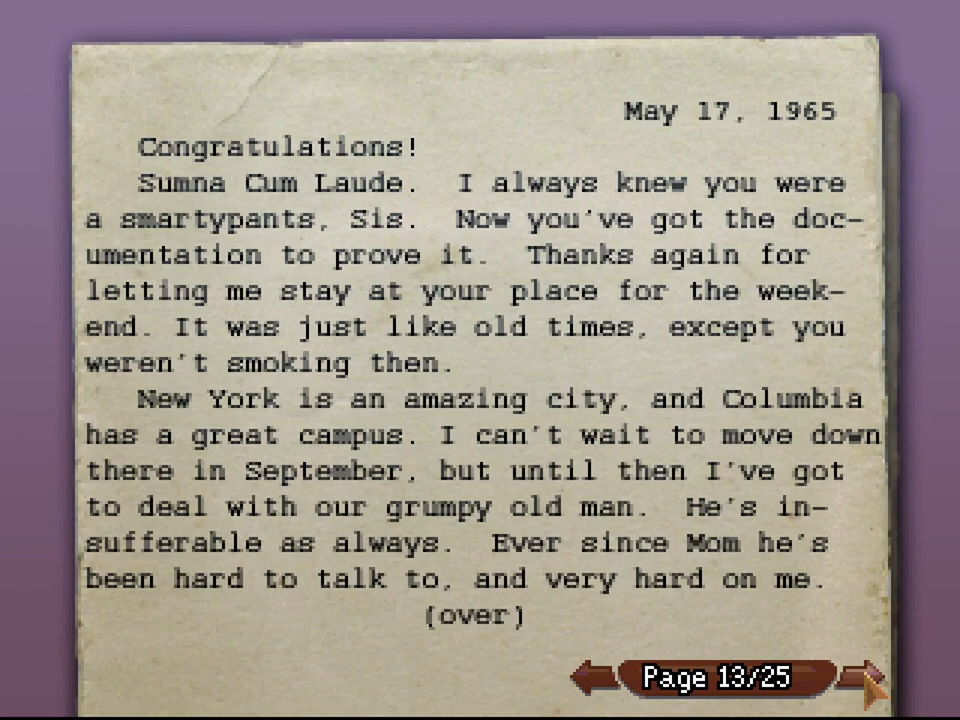 May 17, 1965
Congratulations!
Sumna Cum Laude.  I always knew you were
a smartypants, Sis.  Now you've got the doc-
umentation to prove it.  Thanks again for
letting me stay at your place for the week-
end. It was just like old times, except you
weren't smoking then.
New York is an amazing city, and Columbia
has a great campus. I can't wait to move down
there in September, but until then I've got
to deal with our grumpy old man.  He's in-
sufferable as always.  Ever since Mom he's
been hard to talk to, and very hard on me.
(over)
Page 13/25